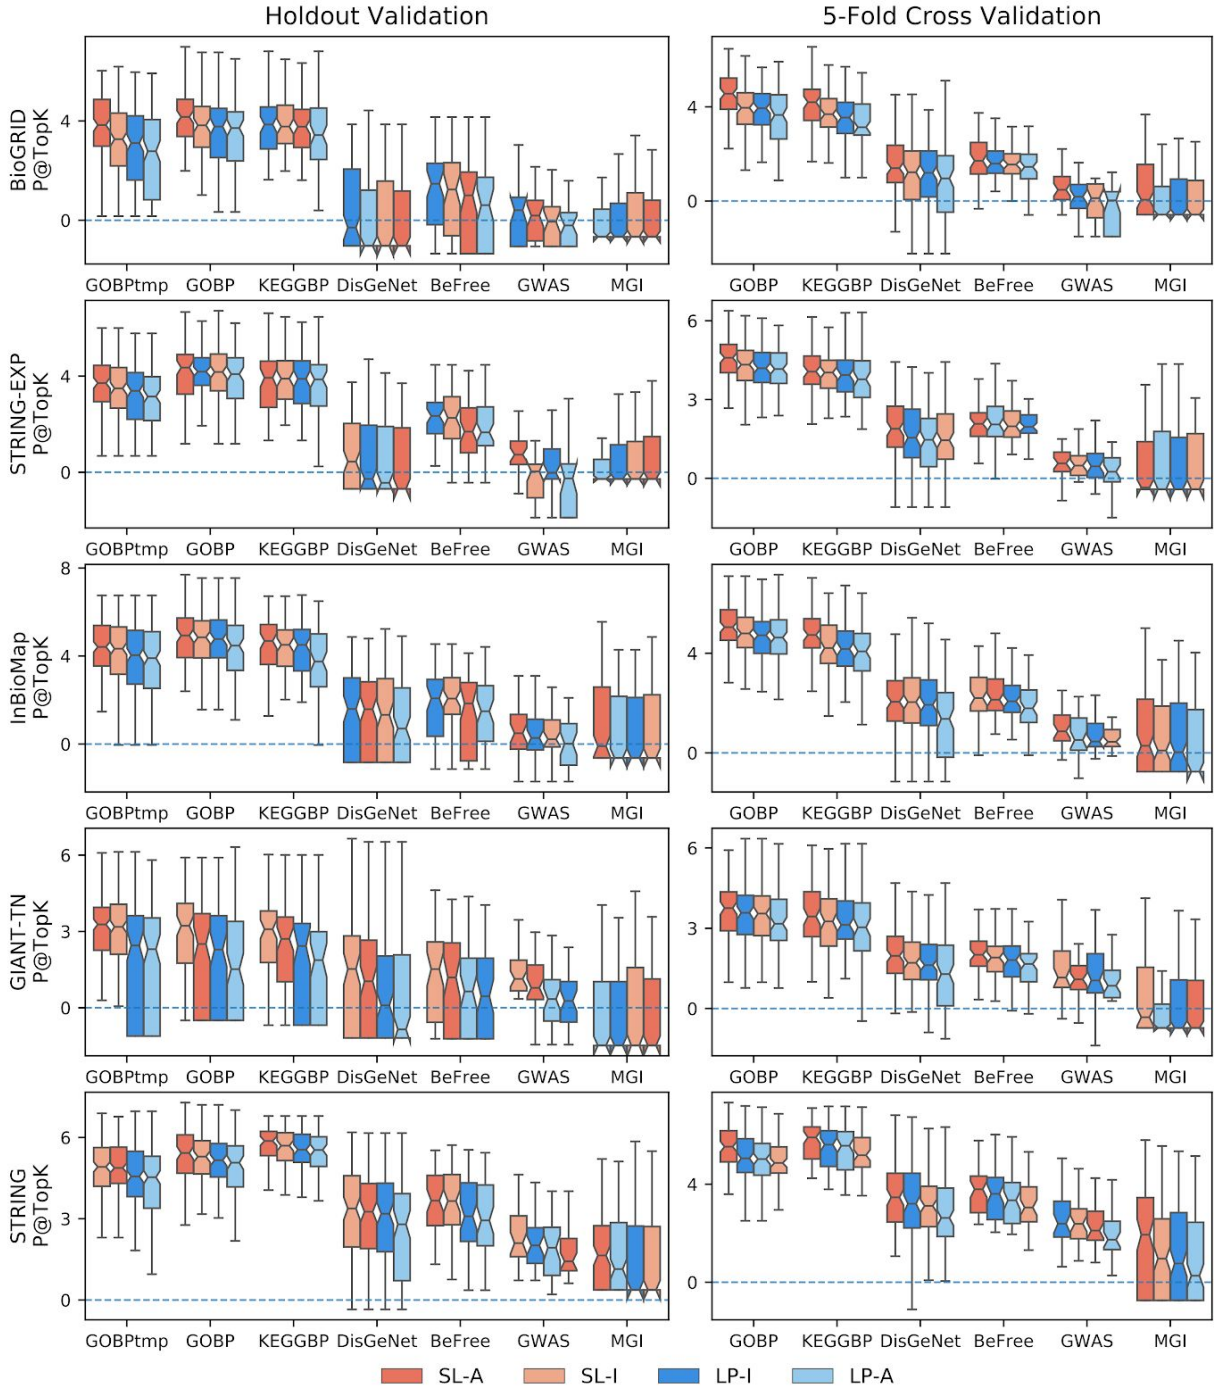 Holdout Validation 5-Fold Cross Validation
BioGRID
P@TopK
4
0
4
0
GOBPtmp GOBP KEGGBP DisGeNet BeFree GWAS MGI
GOBP KEGGBP DisGeNet BeFree GWAS MGI
STRING-EXP
P@TopK
4
0
6
3
0
GOBPtmp GOBP KEGGBP DisGeNet BeFree GWAS MGI
GOBP KEGGBP DisGeNet BeFree GWAS MGI
InBioMap
P@TopK
8
4
0
4
0
GOBPtmp GOBP KEGGBP DisGeNet BeFree GWAS MGI
GOBP KEGGBP DisGeNet BeFree GWAS MGI
GIANT-TN
P@TopK
6
3
0
6
3
0
GOBPtmp GOBP KEGGBP DisGeNet BeFree GWAS MGI
GOBP KEGGBP DisGeNet BeFree GWAS MGI
STRING
P@TopK
6
3
0
4
0
GOBPtmp GOBP KEGGBP DisGeNet BeFree GWAS MGI
GOBP KEGGBP DisGeNet BeFree GWAS MGI
SL-A SL-I LP-I LP-A